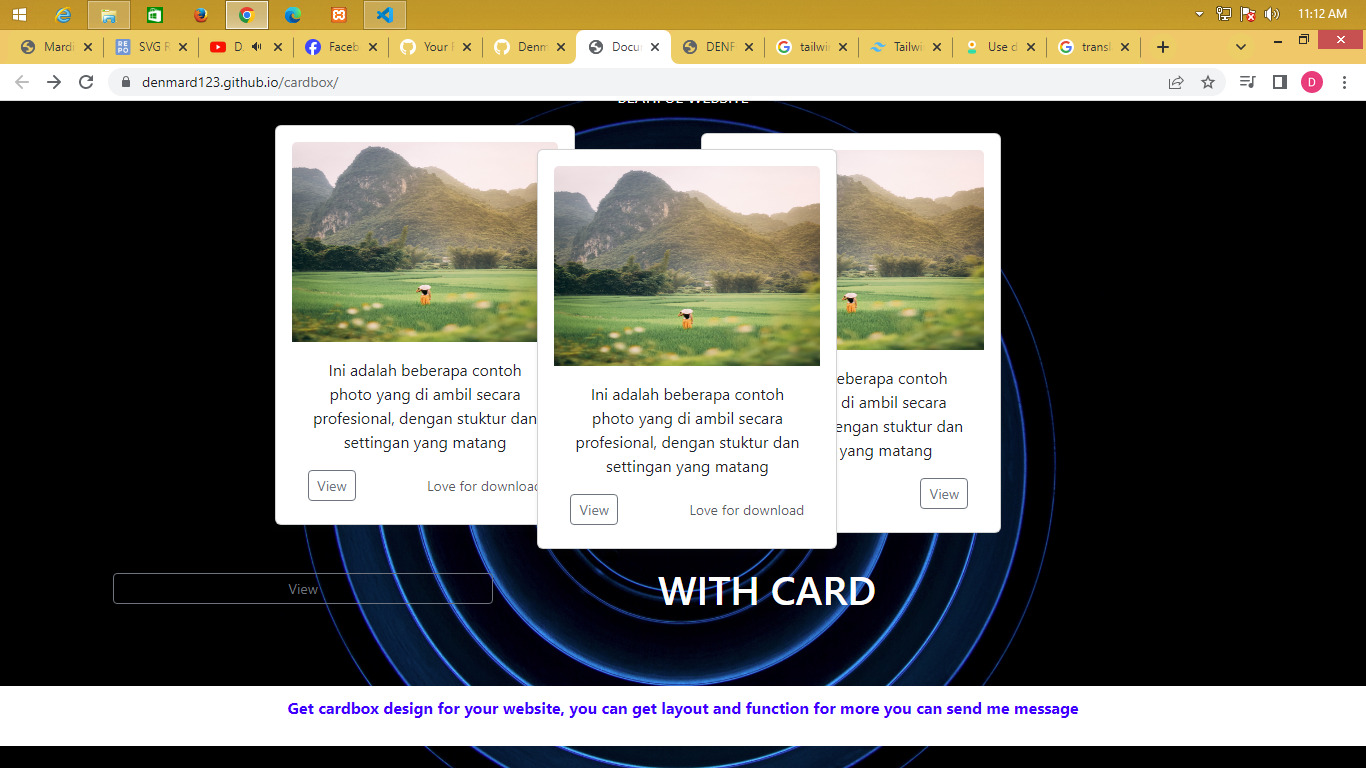 11:12 AM
Mardi
SVG R
D.
Faceb
Your F
Denm
Docu
DENF
tailwi
Tailwi
Use d
transl
denmard123.github.io/cardbox/
D
Ini adalah beberapa contoh
photo yang di ambil secara
profesional, dengan stuktur dan
settingan yang matang
View
Love for download
Ini adalah beberapa contoh
photo yang di ambil secara
profesional, dengan stuktur dan
settingan yang matang
View
Love for download
eberapa contoh
di ambil secara
engan stuktur dan
yang matang
View
View
WITH CARD
Get cardbox design for your website, you can get layout and function for more you can send me message